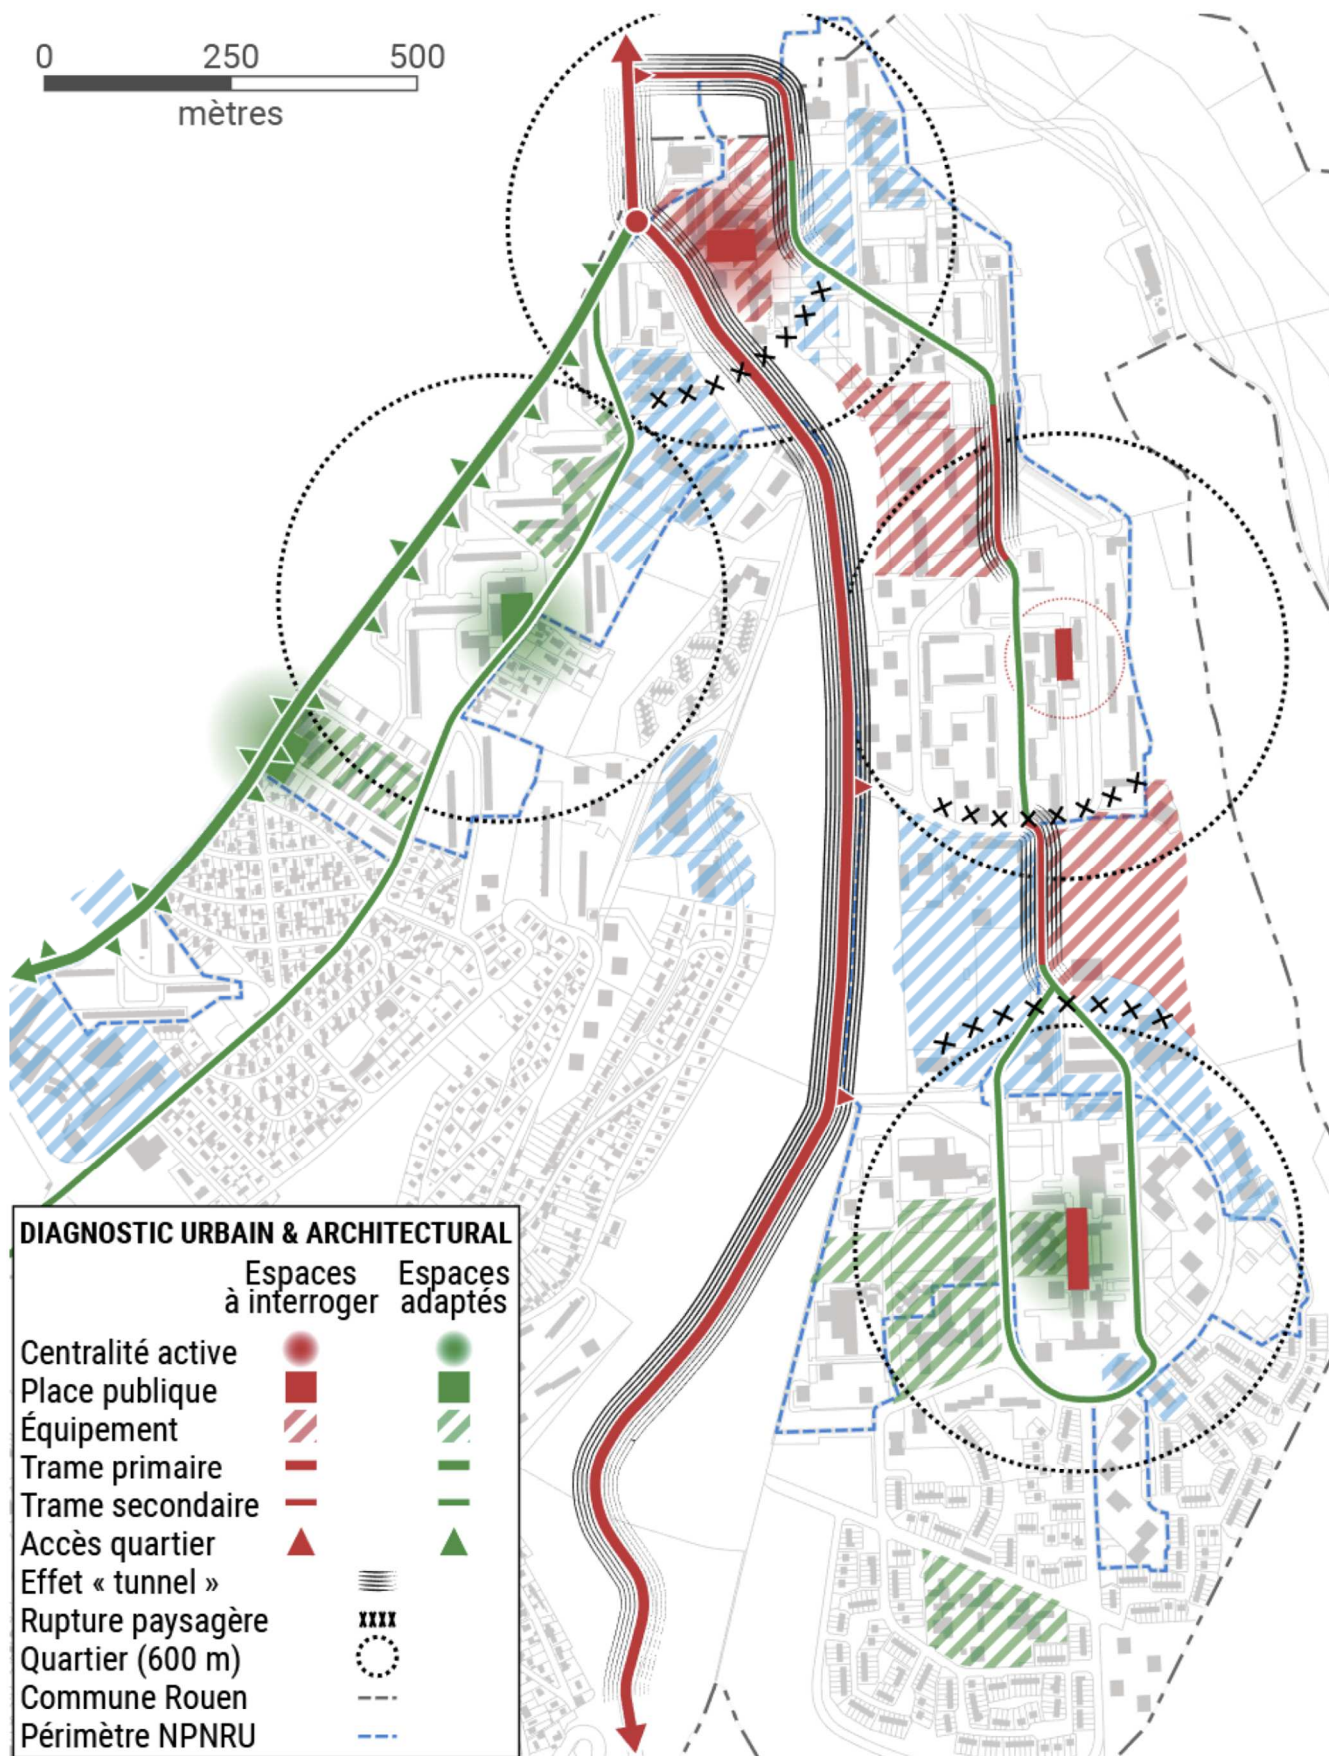 0 250 500
mètres
DIAGNOSTIC URBAIN & ARCHITECTURAL
Espaces Espaces
à interroger adaptés
Centralité active
Place publique
Équipement
Trame primaire
Trame secondaire
Accès quartier
Effet « tunnel »
Rupture paysagère
Quartier (600 m)
Commune Rouen
Périmètre NPNRU